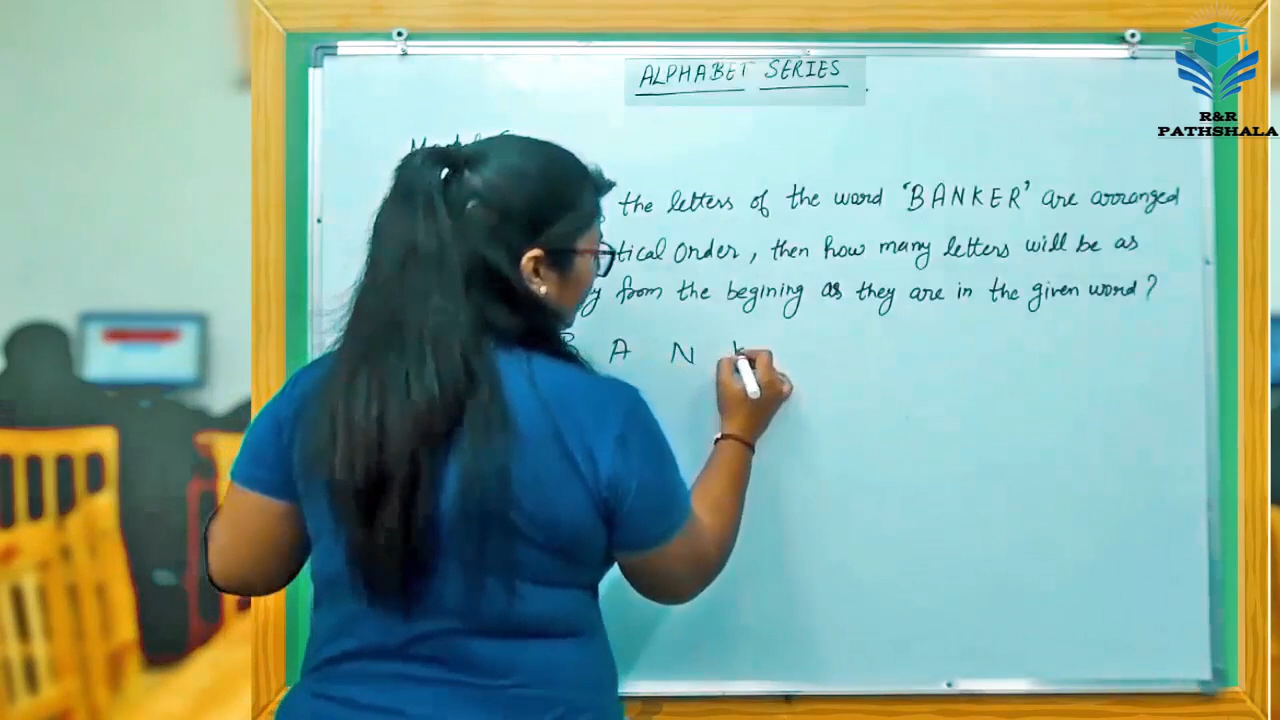 ALPHABET SERIES
R&R
PATHSHALA
the letters of the word 'BANKER' are arranged
tical Order, then how many letters will be as
from the begining as they are in the given word?
B A N K